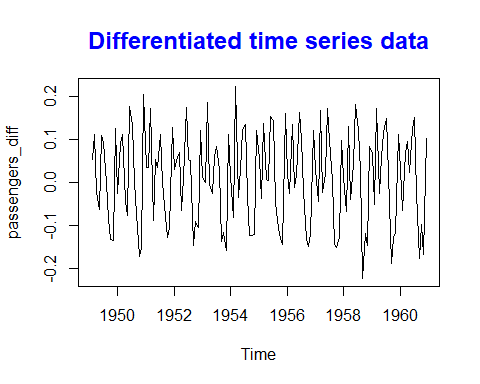 Differentiated time series data
passengers_diff
0.2
0.1
0.0
-0.1
-0.2
1950 1952 1954 1956 1958 1960
Time